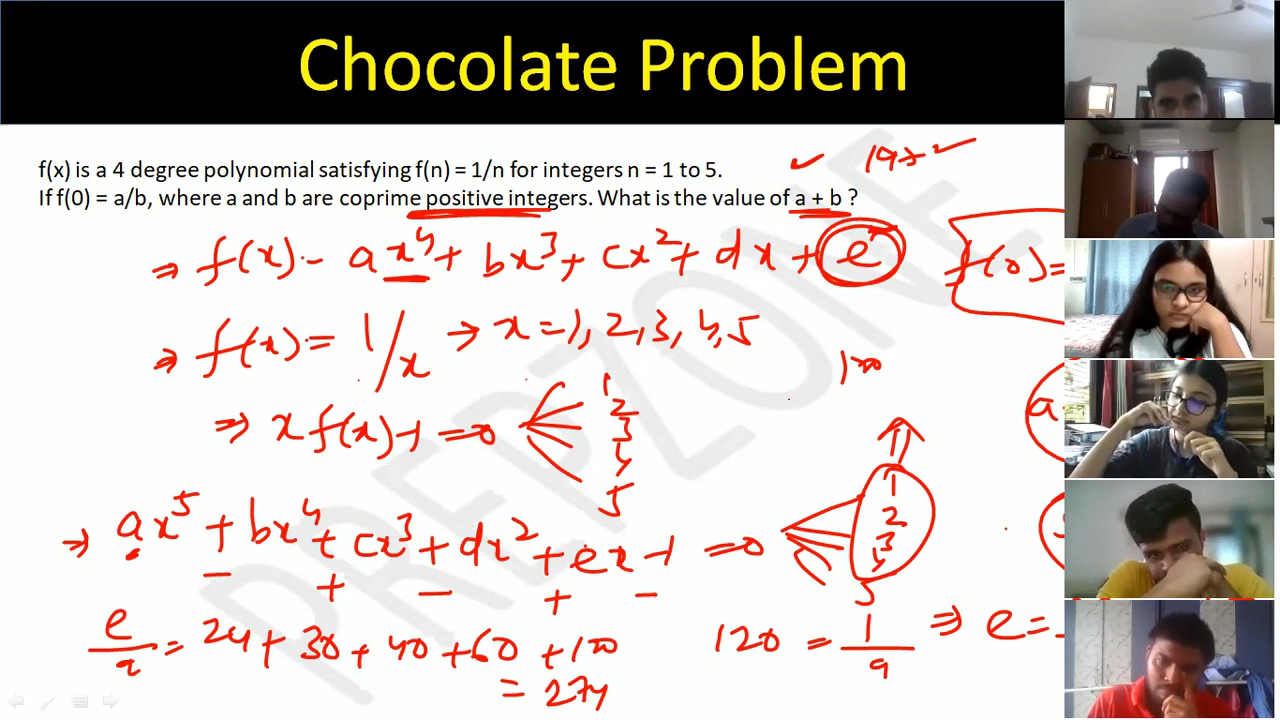 Chocolate Problem
f(x) is a 4 degree polynomial satisfying f(n) = 1/n for integers n = 1 to 5.
If f(0) = a/b, where a and b are coprime positive integers. What is the value of a + b ?
197
⇒ f(x) - ax⁴ + bx³ + cx² + dx + e
f(0) =
⇒ f(x) = 1/x → x = 1, 2, 3, 4, 5
⇒ x f(x) - 1 = 0
1
2
3
4
5
a
1
2
3
4
5
⇒ ax⁵ + bx⁴ + cx³ + dx² + ex - 1 = 0
- + - + -
e/a = 24 + 30 + 40 + 60 + 120
= 274
120 = 1/a
⇒ e =
PREPZONE